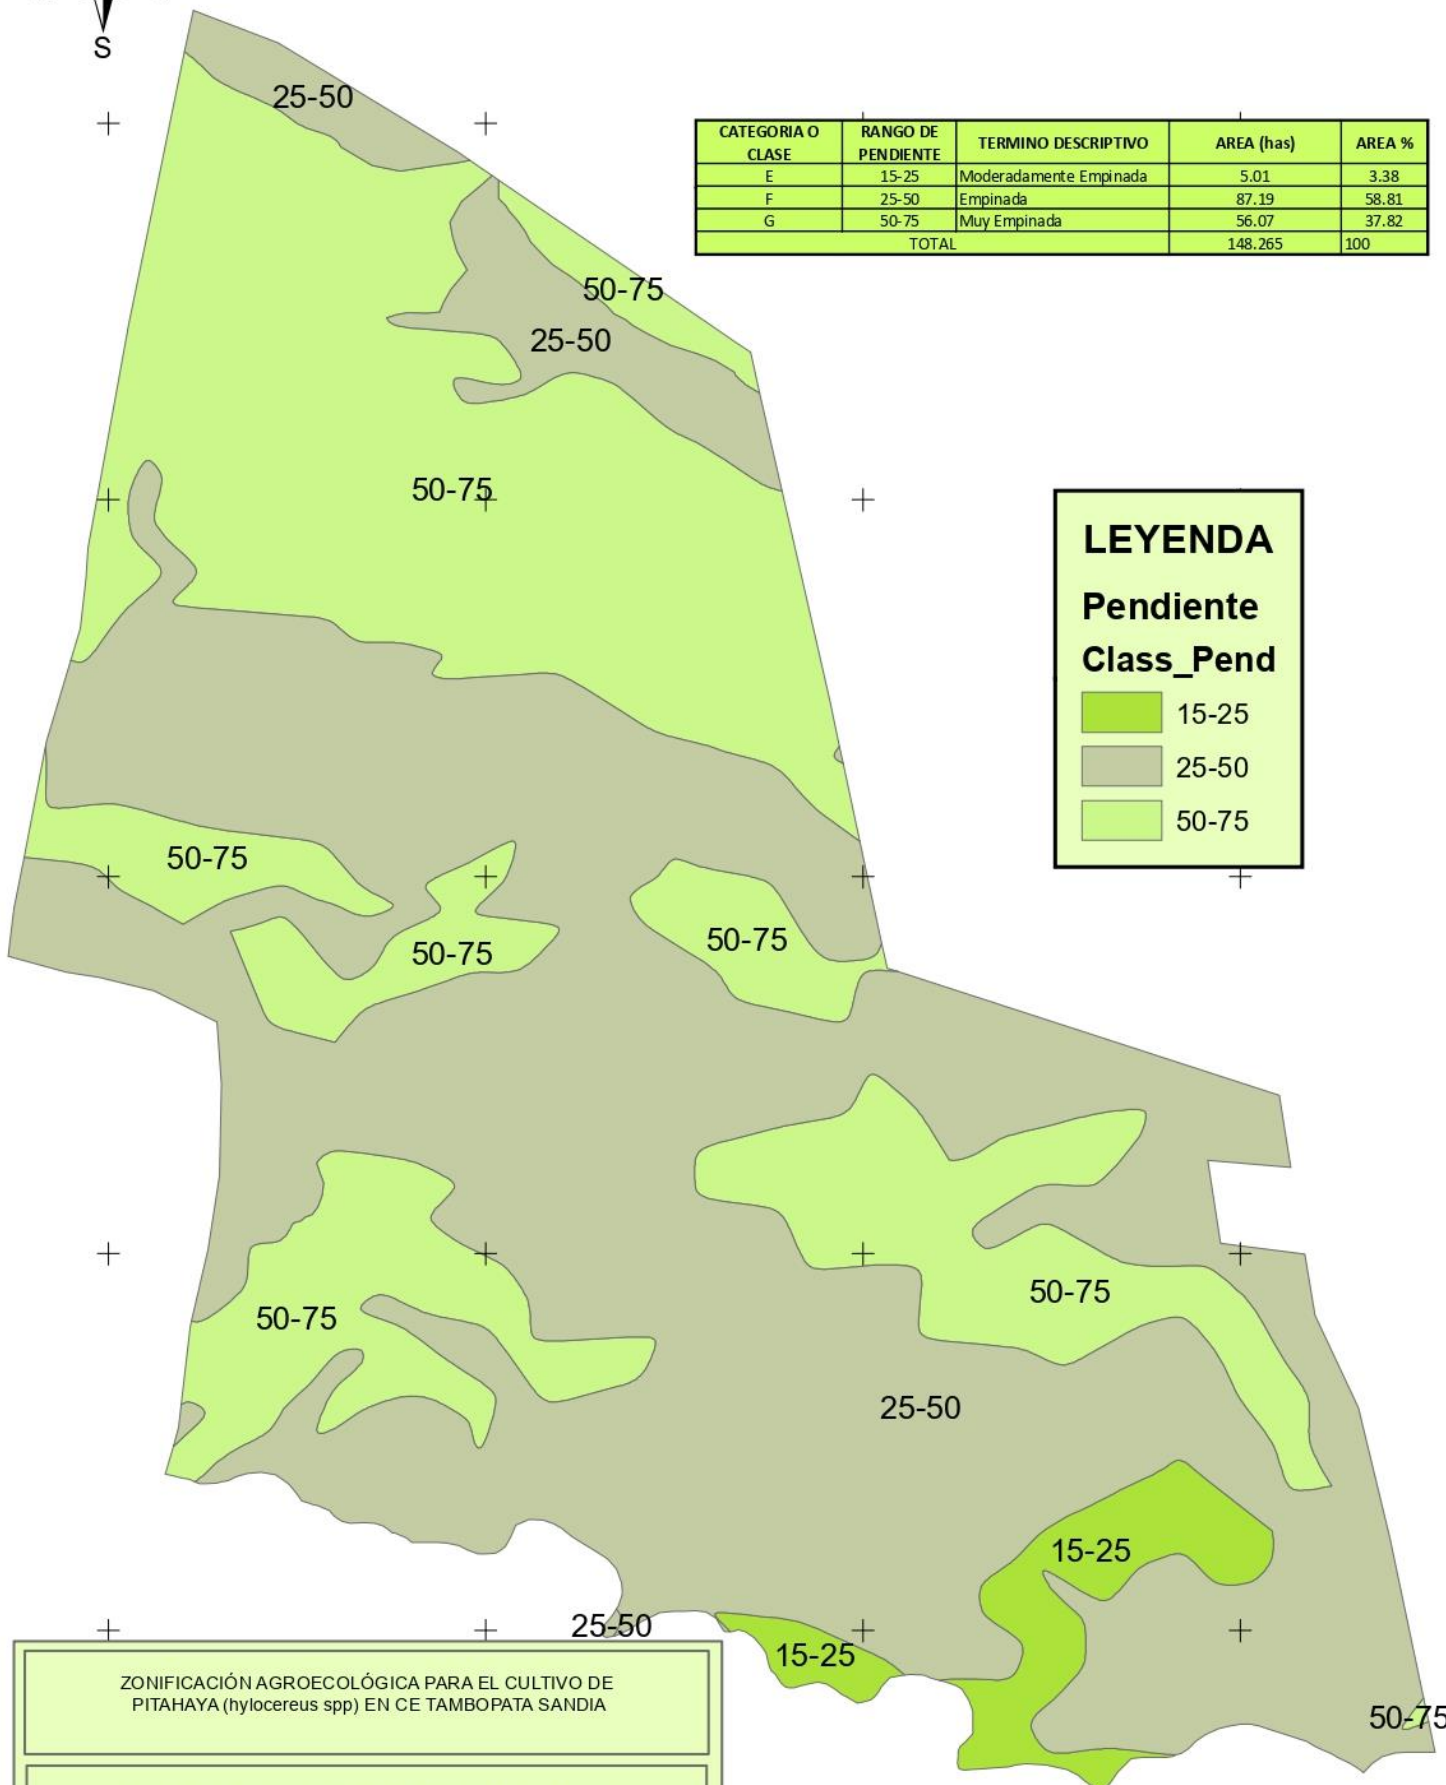 S
25-50
CATEGORIA O CLASE RANGO DE PENDIENTE TERMINO DESCRIPTIVO AREA (has) AREA %
E 15-25 Moderadamente Empinada 5.01 3.38
F 25-50 Empinada 87.19 58.81
G 50-75 Muy Empinada 56.07 37.82
TOTAL 148.265 100
50-75
25-50
50-75
LEYENDA
Pendiente
Class_Pend
15-25
25-50
50-75
50-75
50-75
50-75
50-75
50-75
25-50
15-25
25-50
15-25
50-75
ZONIFICACIÓN AGROECOLÓGICA PARA EL CULTIVO DE
PITAHAYA (hylocereus spp) EN CE TAMBOPATA SANDIA